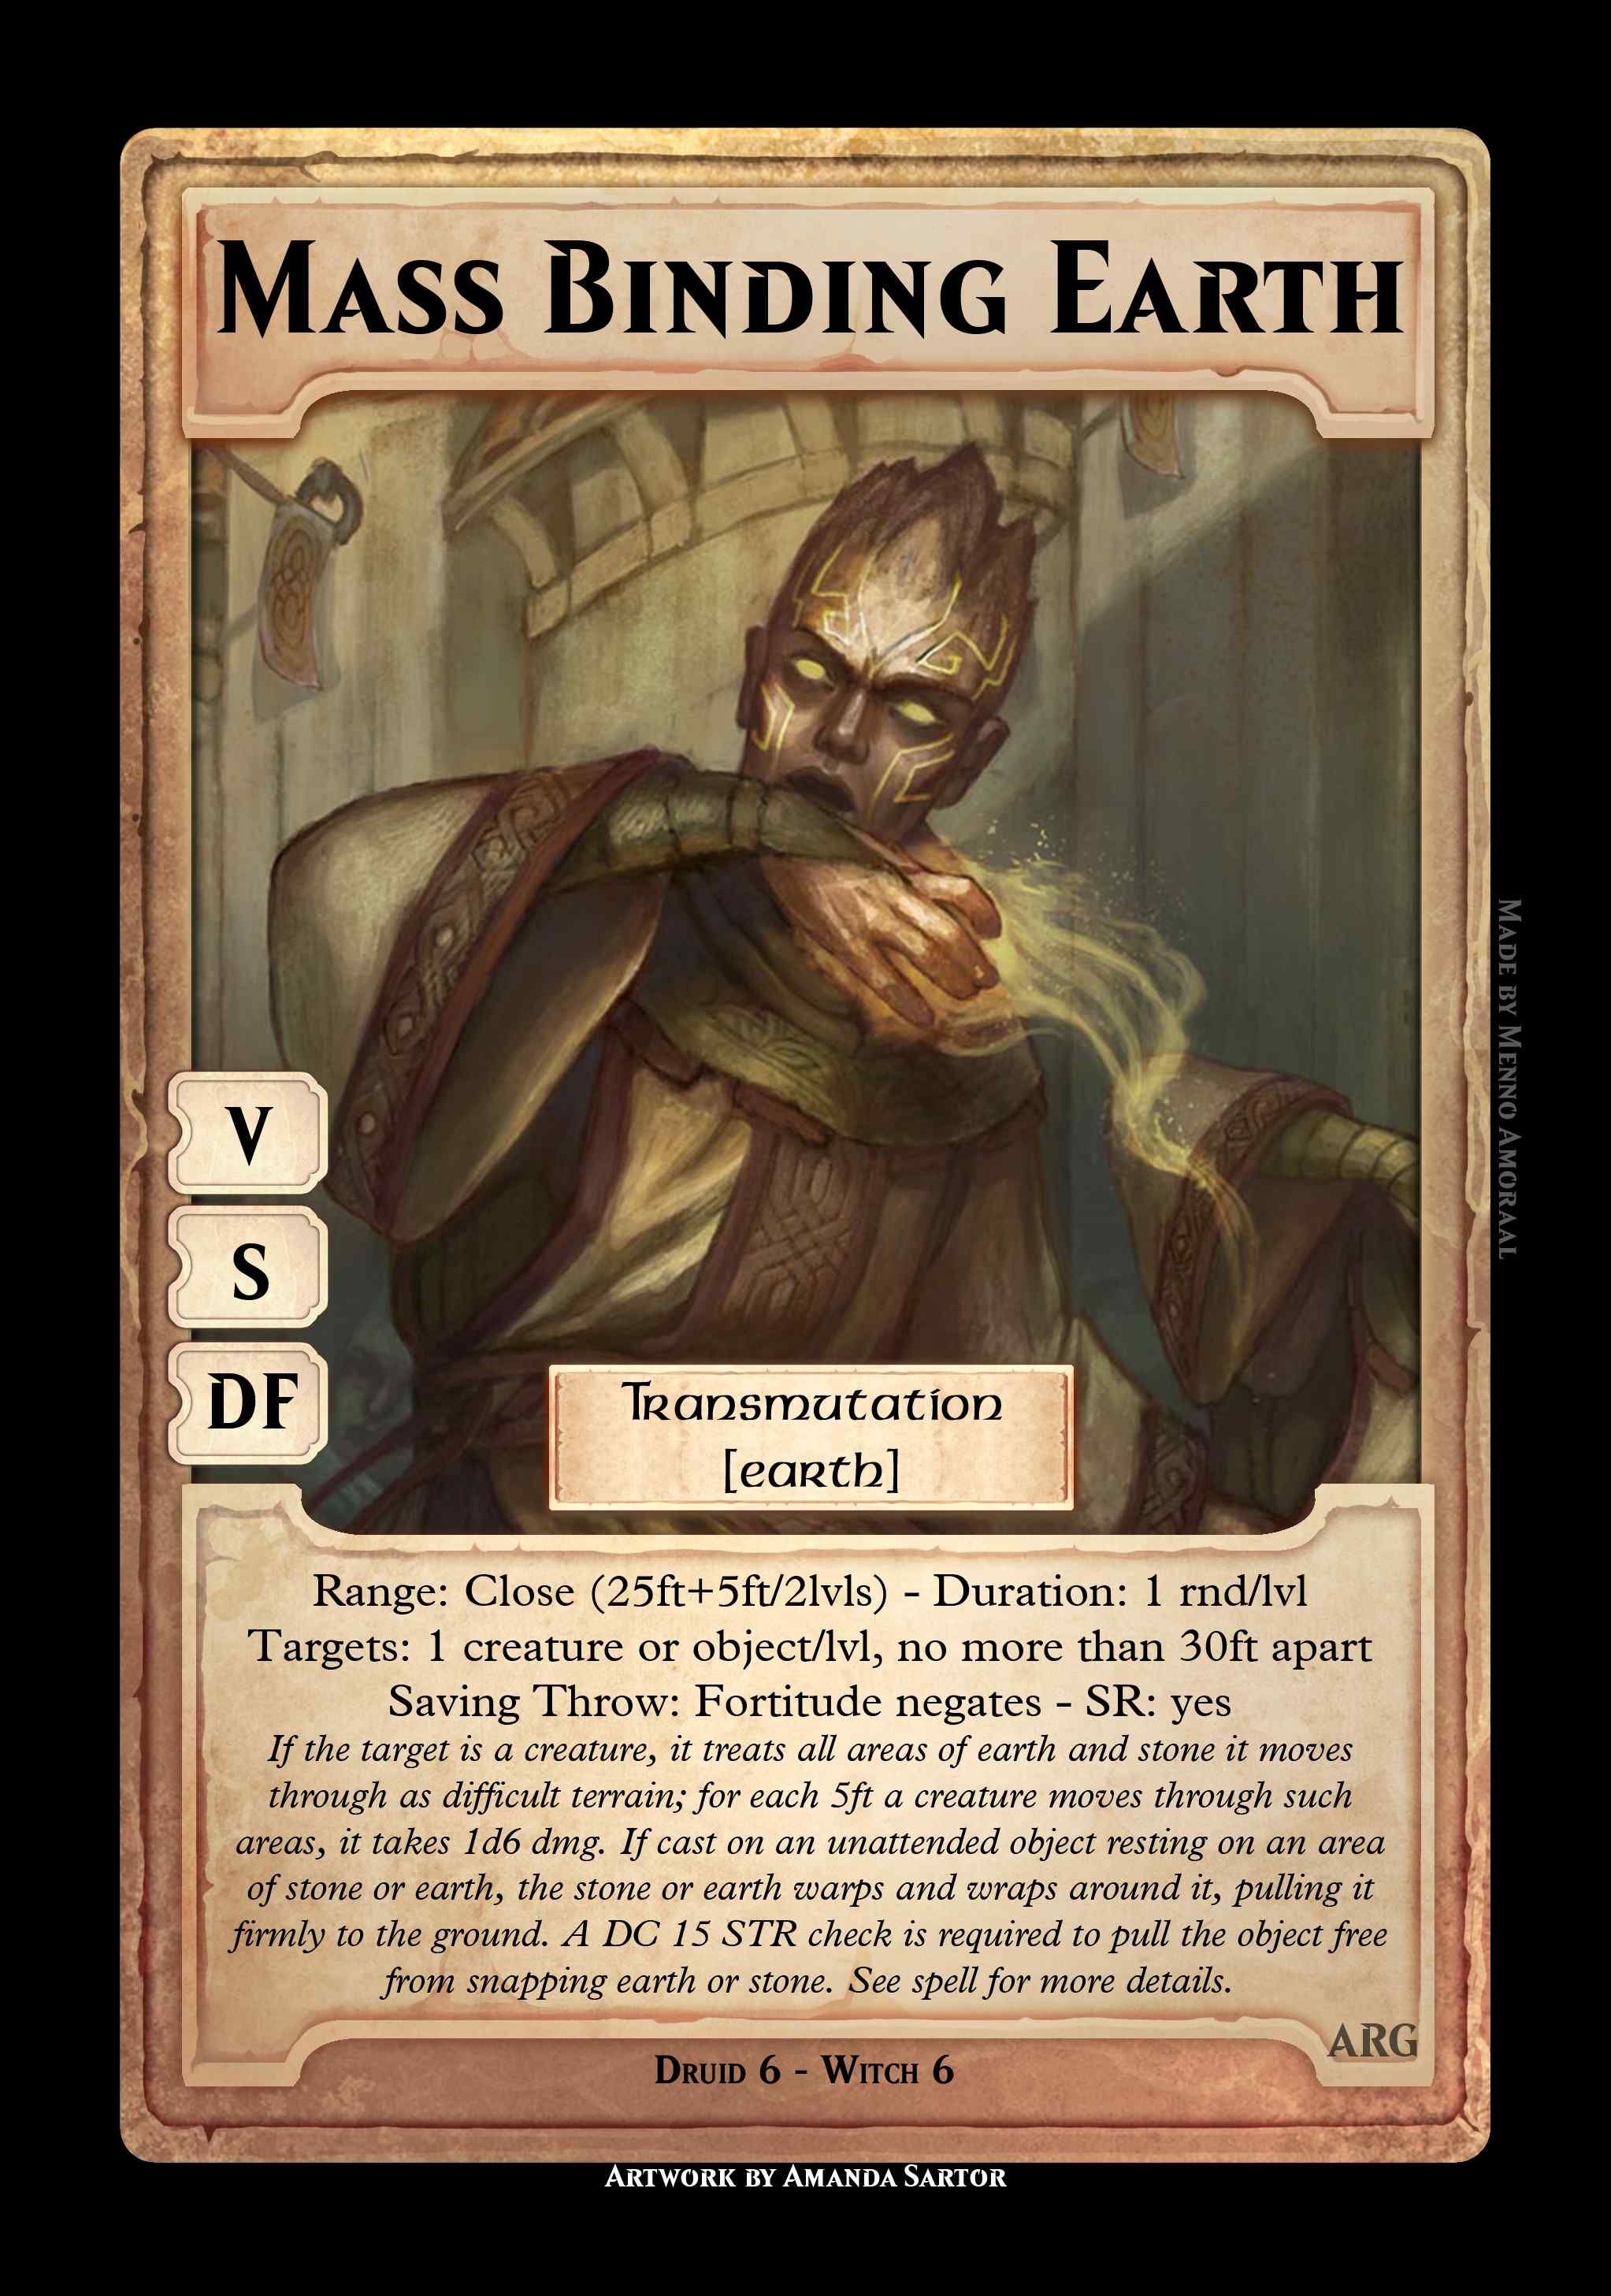 Mass Binding Earth
V
S
DF
Transmutation
[earth]
Range: Close (25ft+5ft/2lvls) - Duration: 1 rnd/lvl
Targets: 1 creature or object/lvl, no more than 30ft apart
Saving Throw: Fortitude negates - SR: yes
If the target is a creature, it treats all areas of earth and stone it moves
through as difficult terrain; for each 5ft a creature moves through such
areas, it takes 1d6 dmg. If cast on an unattended object resting on an area
of stone or earth, the stone or earth warps and wraps around it, pulling it
firmly to the ground. A DC 15 STR check is required to pull the object free
from snapping earth or stone. See spell for more details.
ARG
Druid 6 - Witch 6
Artwork by Amanda Sartor
Made by Menno Amoraal